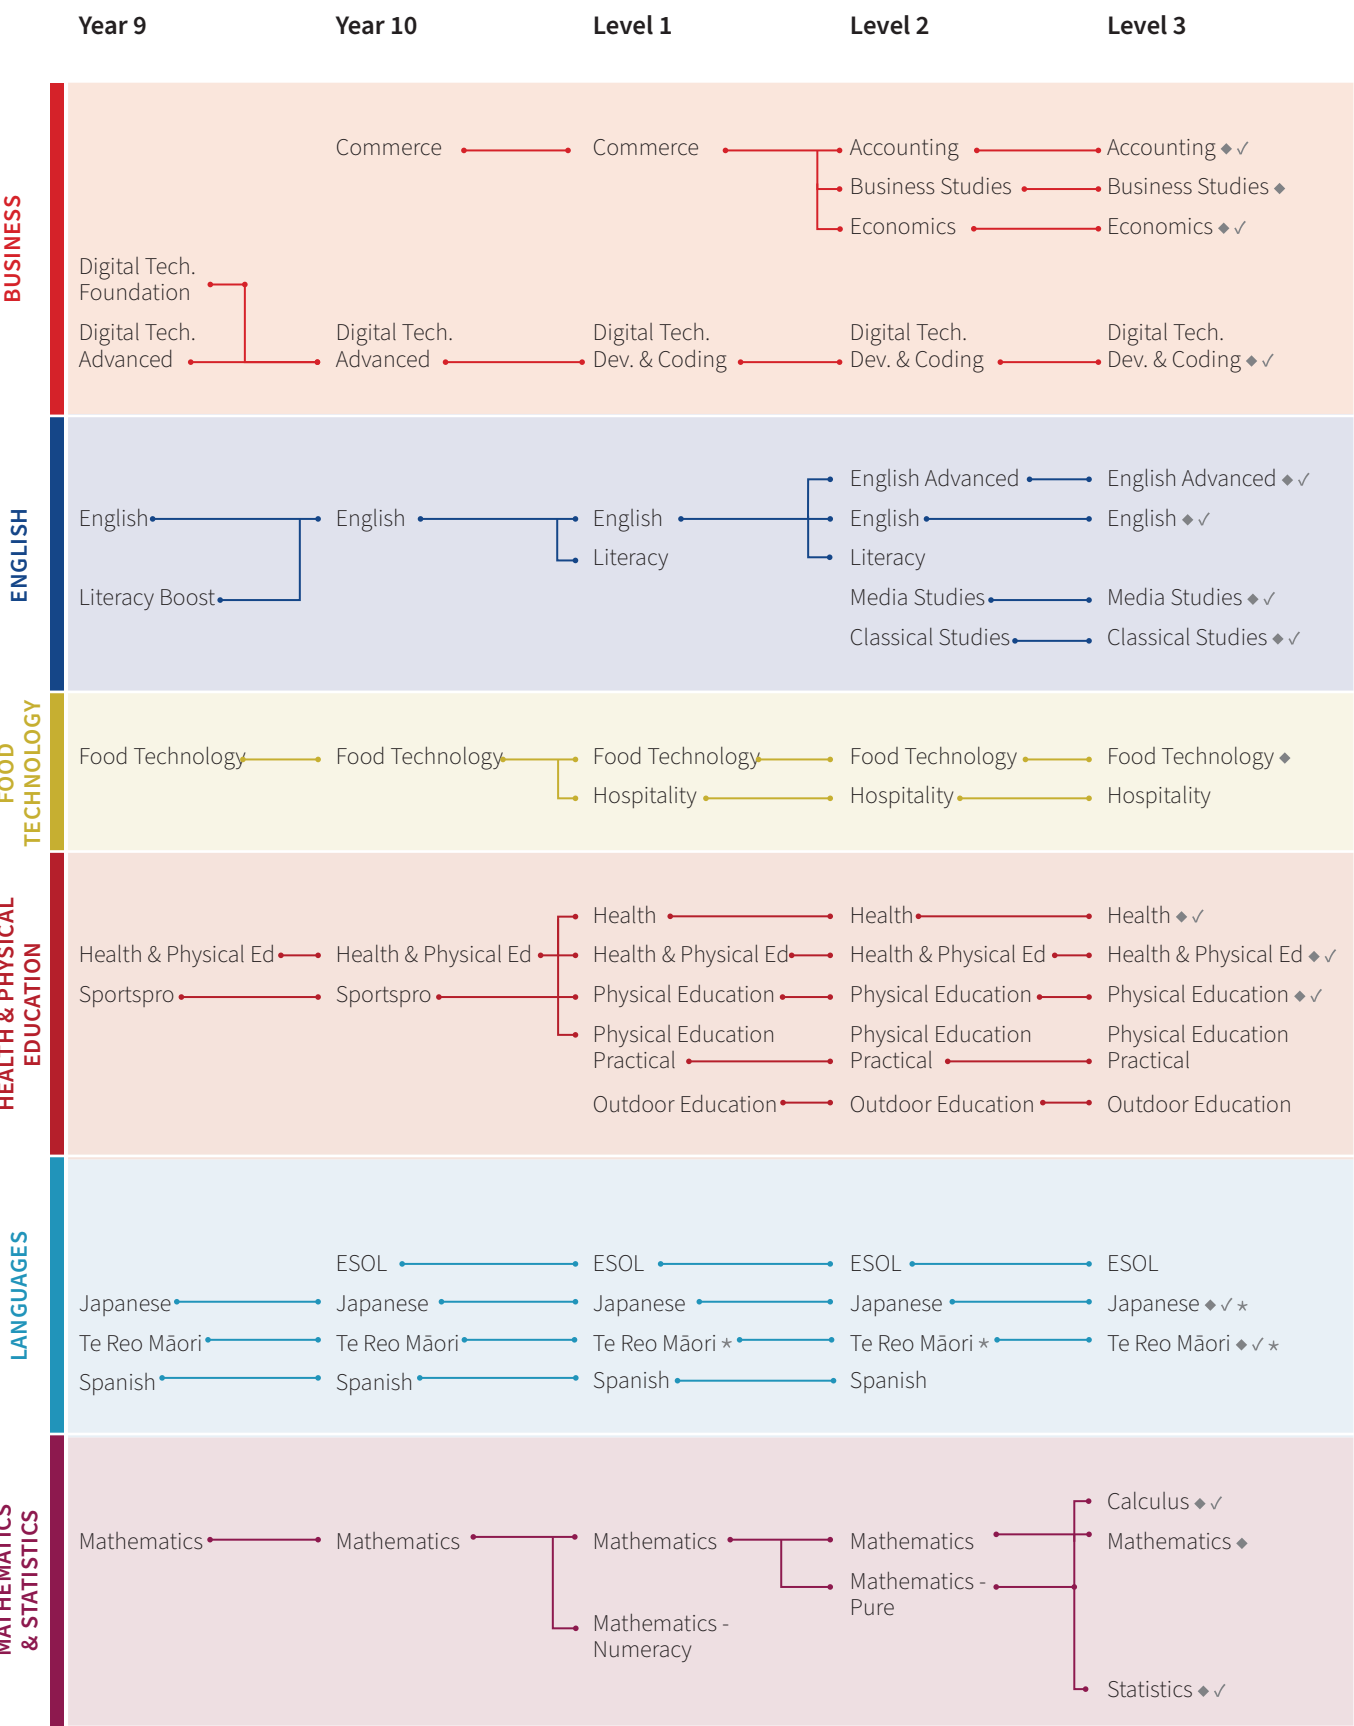 Year 9
Year 10
Level 1
Level 2
Level 3
BUSINESS
Commerce
Commerce
Accounting
Accounting ◆ ✓
Business Studies
Business Studies ◆
Economics
Economics ◆ ✓
Digital Tech.
Foundation
Digital Tech.
Advanced
Digital Tech.
Advanced
Digital Tech.
Dev. & Coding
Digital Tech.
Dev. & Coding
Digital Tech.
Dev. & Coding ◆ ✓
ENGLISH
English Advanced
English Advanced ◆ ✓
English
English
English
English
English ◆ ✓
Literacy
Literacy
Literacy Boost
Media Studies
Media Studies ◆ ✓
Classical Studies
Classical Studies ◆ ✓
FOOD
TECHNOLOGY
Food Technology
Food Technology
Food Technology
Food Technology
Food Technology ◆
Hospitality
Hospitality
Hospitality
HEALTH & PHYSICAL
EDUCATION
Health
Health
Health ◆ ✓
Health & Physical Ed
Health & Physical Ed
Health & Physical Ed
Health & Physical Ed
Health & Physical Ed ◆ ✓
Sportspro
Sportspro
Physical Education
Physical Education
Physical Education ◆ ✓
Physical Education
Practical
Physical Education
Practical
Physical Education
Practical
Outdoor Education
Outdoor Education
Outdoor Education
LANGUAGES
ESOL
ESOL
ESOL
ESOL
Japanese
Japanese
Japanese
Japanese
Japanese ◆ ✓ *
Te Reo Māori
Te Reo Māori
Te Reo Māori *
Te Reo Māori *
Te Reo Māori ◆ ✓ *
Spanish
Spanish
Spanish
Spanish
MATHEMATICS
& STATISTICS
Calculus ◆ ✓
Mathematics
Mathematics
Mathematics
Mathematics
Mathematics ◆
Mathematics -
Pure
Mathematics -
Numeracy
Statistics ◆ ✓